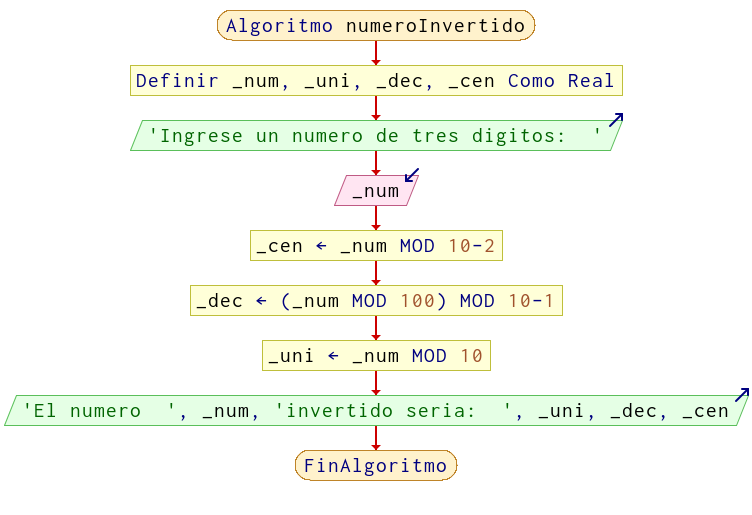 Algoritmo numeroInvertido
Definir _num, _uni, _dec, _cen Como Real
'Ingrese un numero de tres digitos:  '
_num
_cen ← _num MOD 10-2
_dec ← (_num MOD 100) MOD 10-1
_uni ← _num MOD 10
'El numero  ', _num, 'invertido seria:  ', _uni, _dec, _cen
FinAlgoritmo